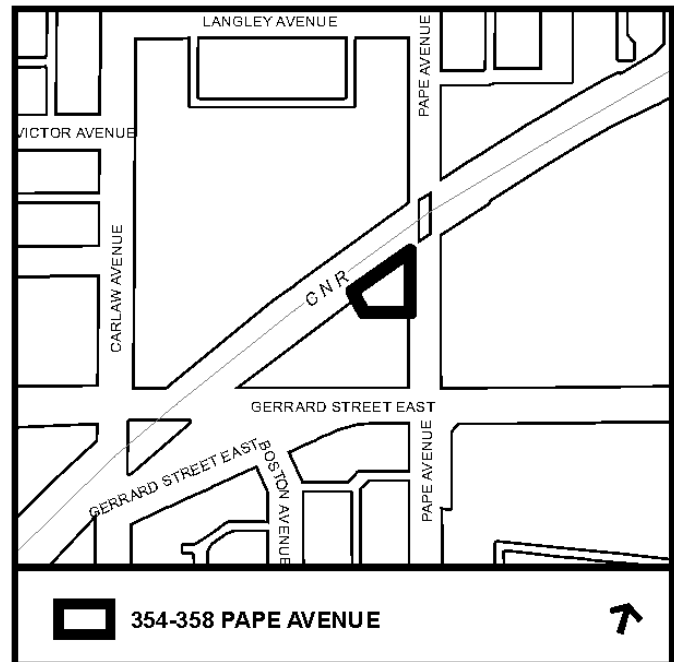 LANGLEY AVENUE
PAPE AVENUE
VICTOR AVENUE
CARLAW AVENUE
CNR
GERRARD STREET EAST
GERRARD STREET EAST
BOSTON AVENUE
PAPE AVENUE
354-358 PAPE AVENUE